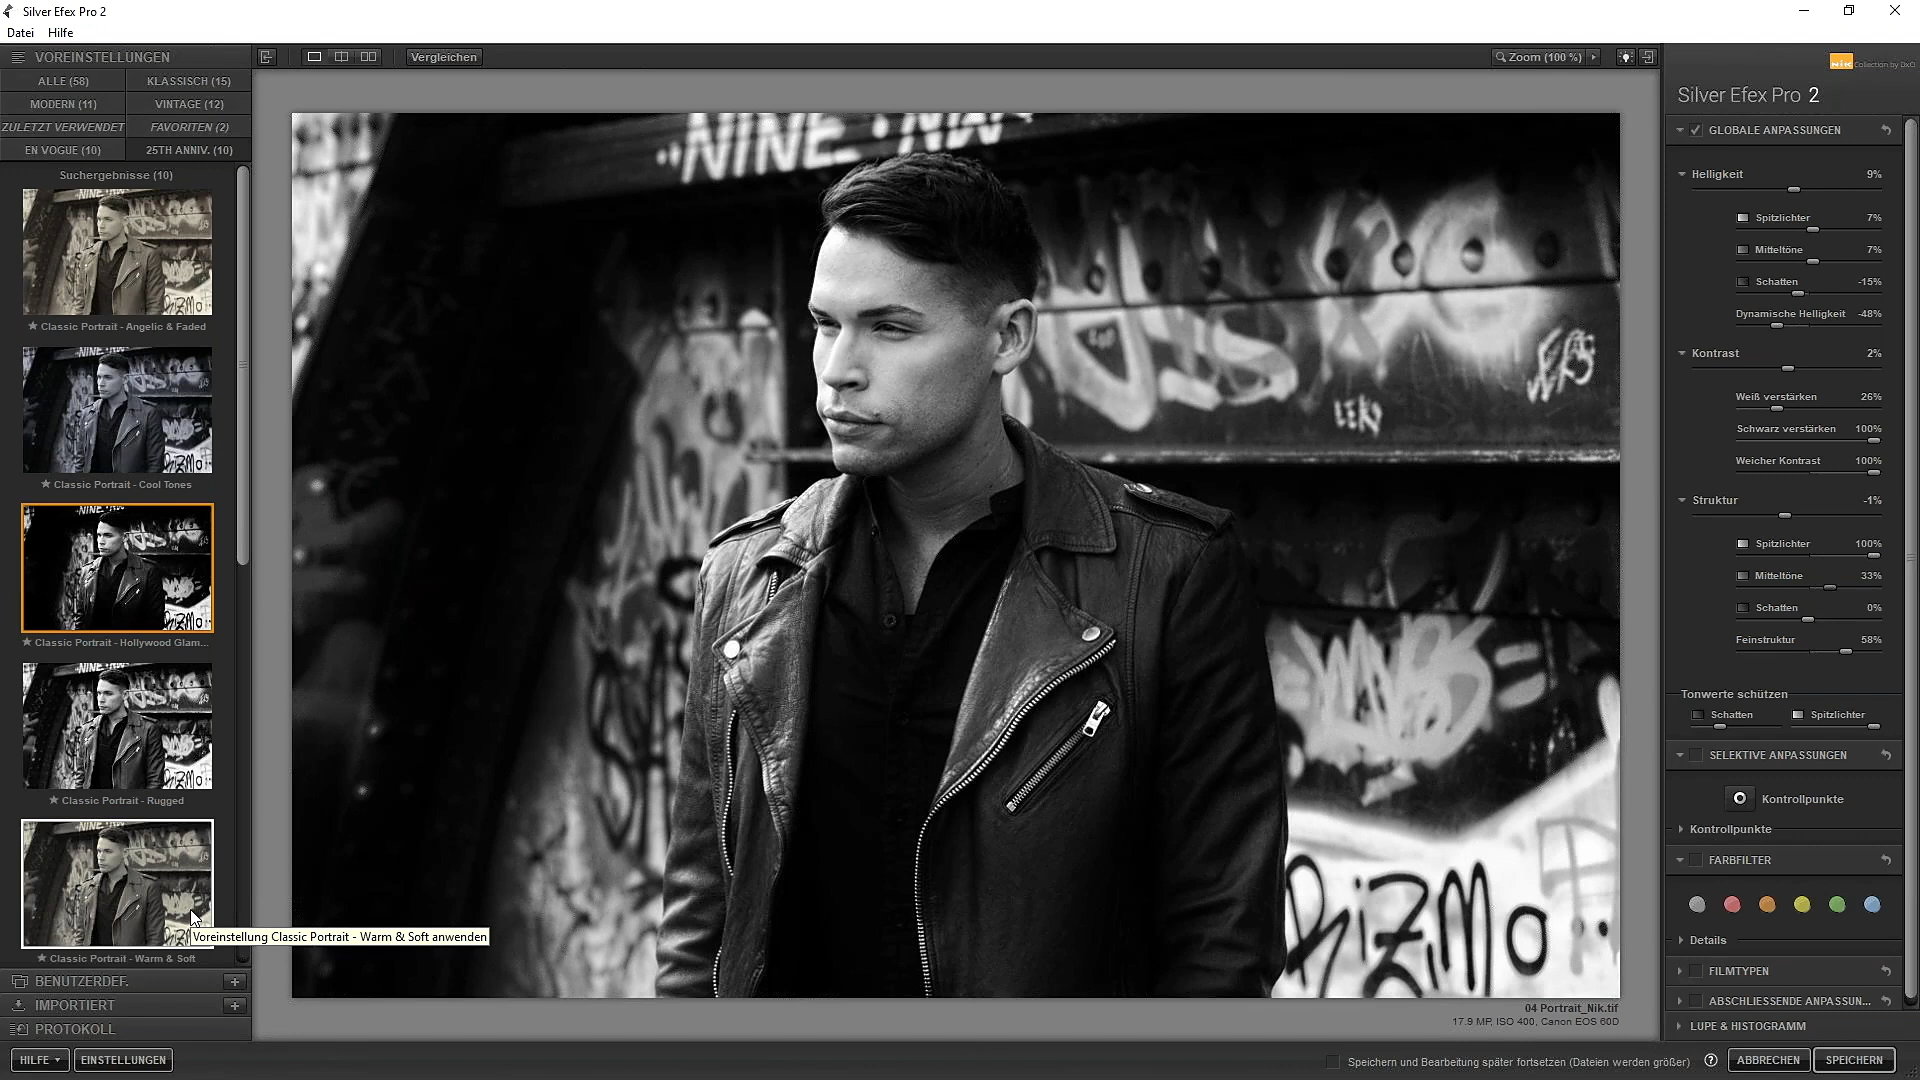 Silver Efex Pro 2
Datei Hilfe
VOREINSTELLUNGEN
Vergleichen
Zoom (100 %)
Nik Collection by DxO
ALLE (58) KLASSISCH (15)
MODERN (11) VINTAGE (12)
ZULETZT VERWENDET FAVORITEN (2)
EN VOGUE (10) 25TH ANNIV. (10)
Suchergebnisse (10)
Classic Portrait - Angelic & Faded
Classic Portrait - Cool Tones
Classic Portrait - Hollywood Glam...
Classic Portrait - Rugged
Classic Portrait - Warm & Soft
Voreinstellung Classic Portrait - Warm & Soft anwenden
BENUTZERDEF.
IMPORTIERT
PROTOKOLL
HILFE EINSTELLUNGEN
NINE
RizMo
04 Portrait_Nik.tif
17.9 MP, ISO 400, Canon EOS 60D
Silver Efex Pro 2
GLOBALE ANPASSUNGEN
Helligkeit 9%
Spitzlichter 7%
Mitteltöne 7%
Schatten -15%
Dynamische Helligkeit -48%
Kontrast 2%
Weiß verstärken 26%
Schwarz verstärken 100%
Weicher Kontrast 100%
Struktur -1%
Spitzlichter 100%
Mitteltöne 33%
Schatten 0%
Feinstruktur 58%
Tonwerte schützen
Schatten Spitzlichter
SELEKTIVE ANPASSUNGEN
Kontrollpunkte
Kontrollpunkte
FARBFILTER
Details
FILMTYPEN
ABSCHLIESSENDE ANPASSUN...
LUPE & HISTOGRAMM
Speichern und Bearbeitung später fortsetzen (Dateien werden größer)
ABBRECHEN SPEICHERN